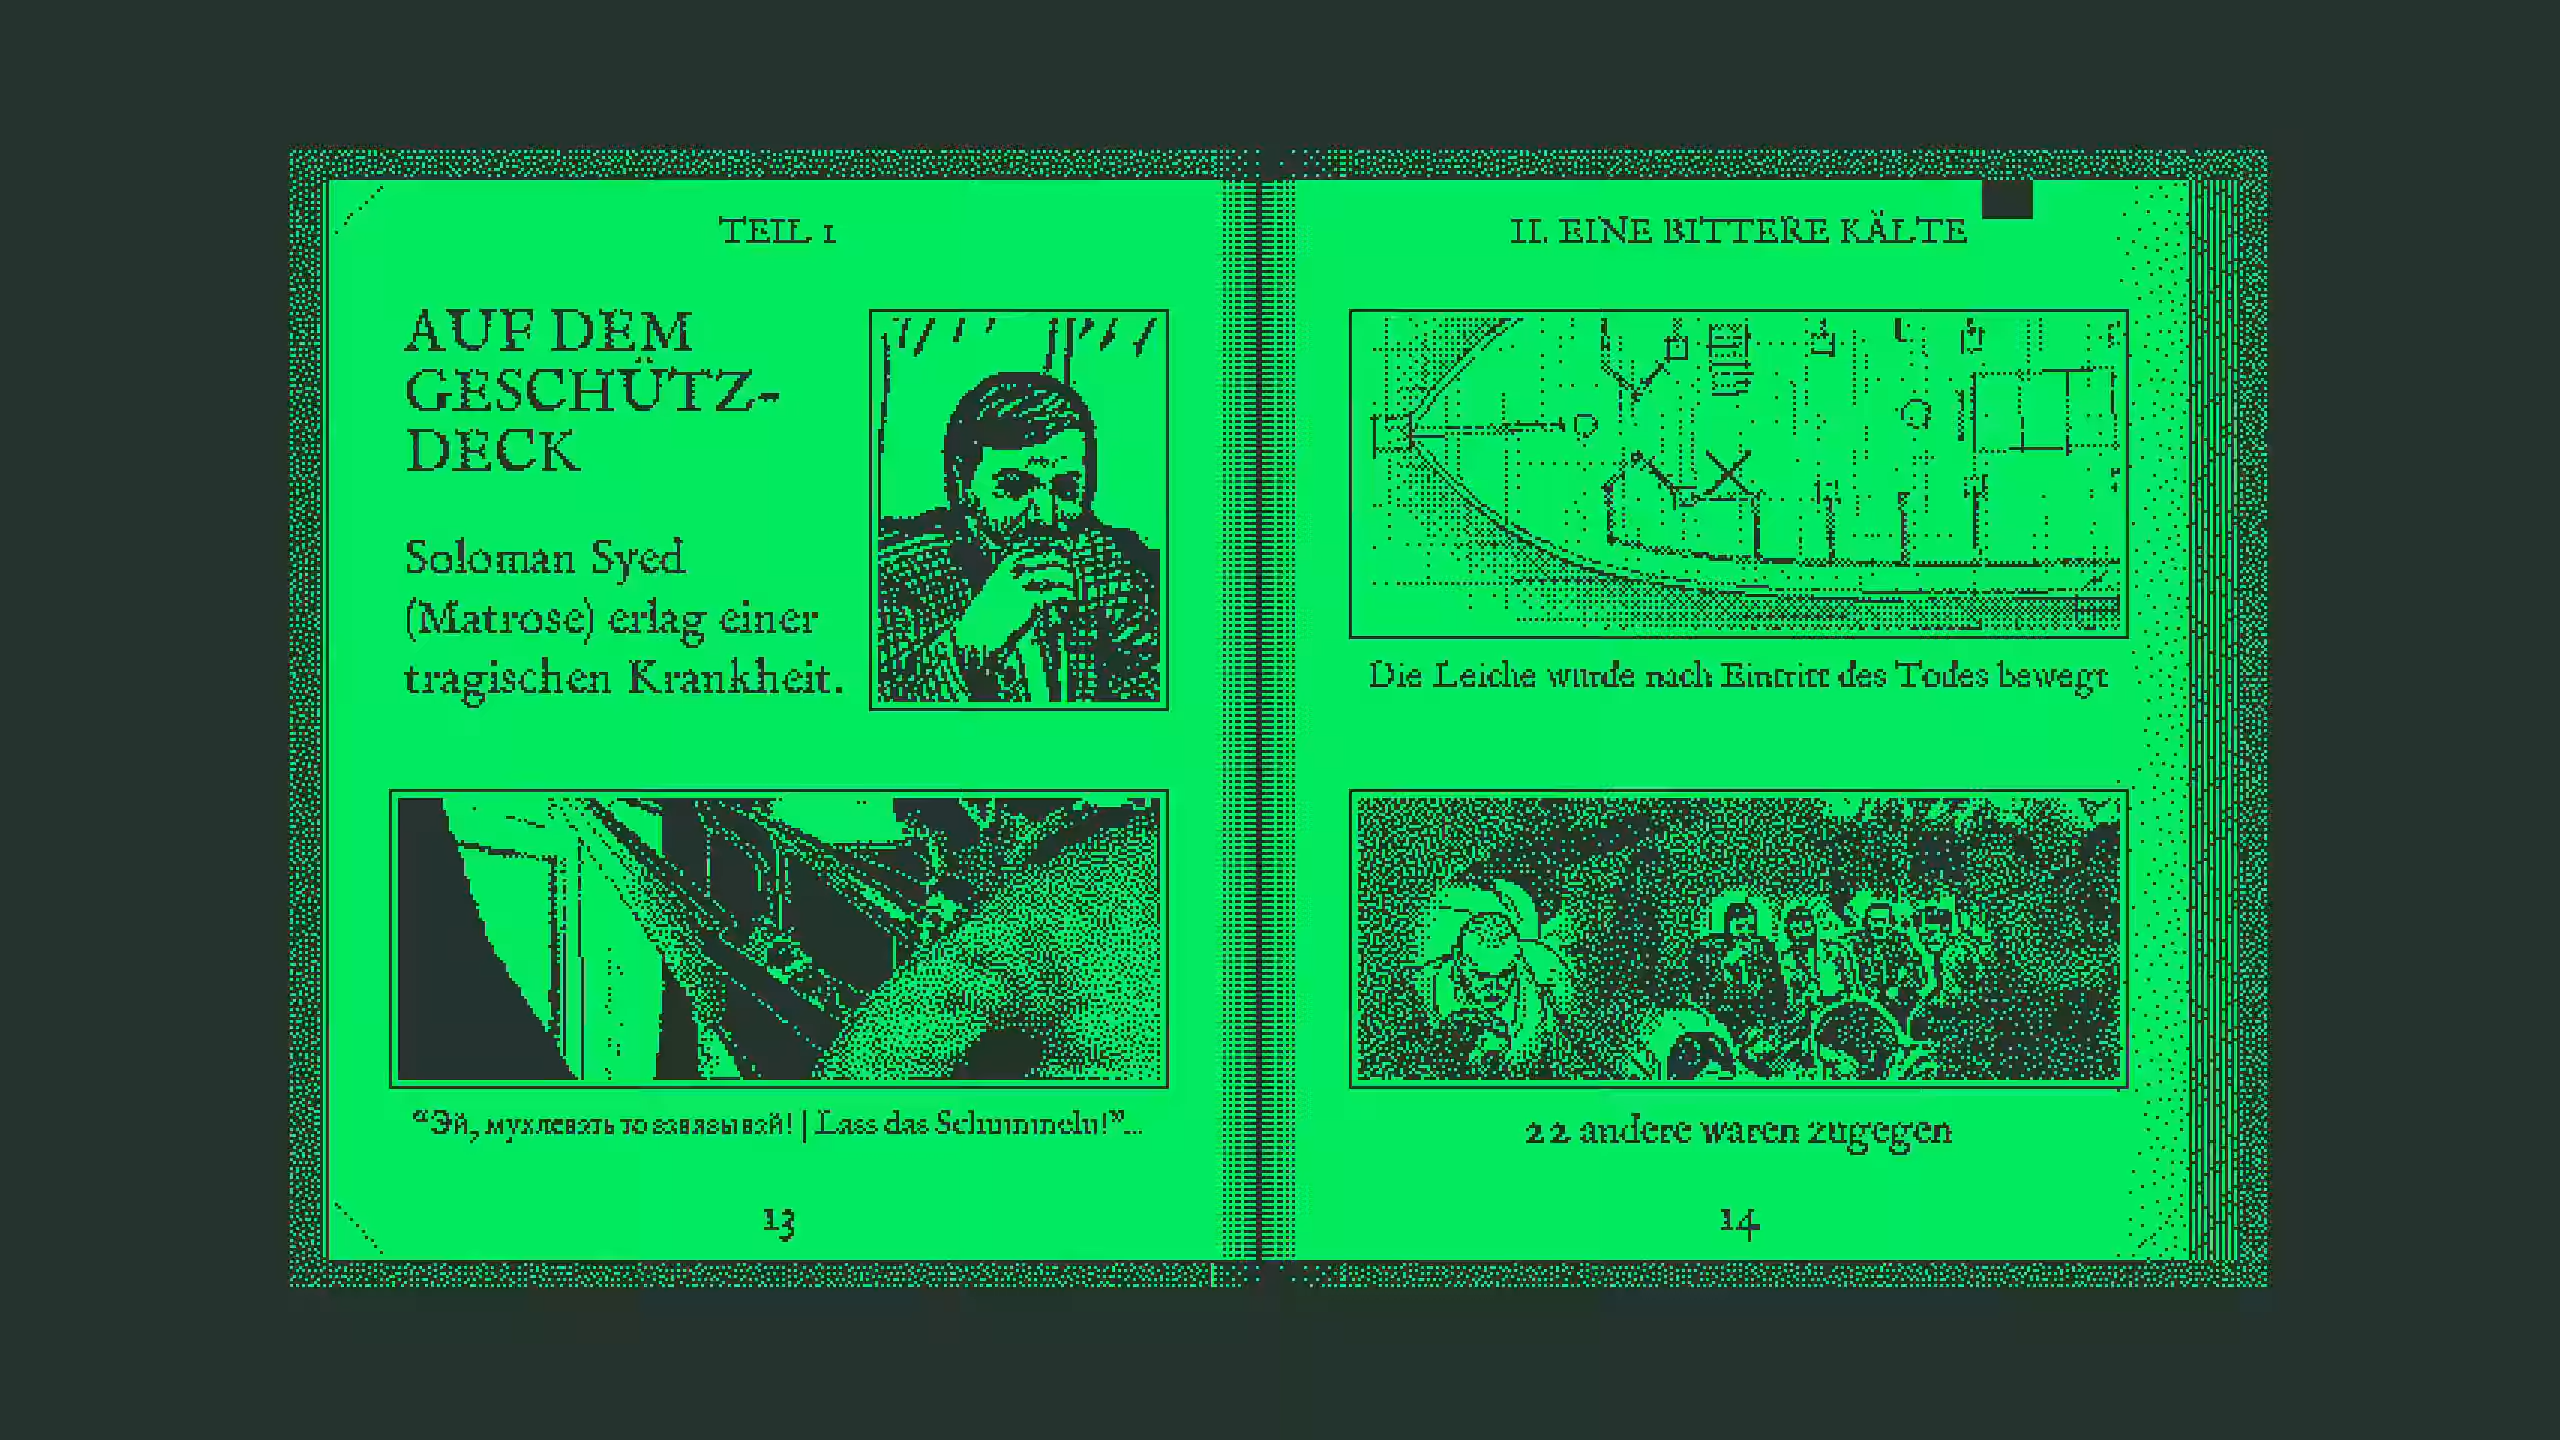 TEIL 1
AUF DEM
GESCHÜTZ-
DECK
Soloman Syed
(Matrose) erlag einer
tragischen Krankheit.
“Эй, мухлевать то завязывай! | Lass das Schummeln!”...
13
II. EINE BITTERE KÄLTE
Die Leiche wurde nach Eintritt des Todes bewegt
22 andere waren zugegen
14